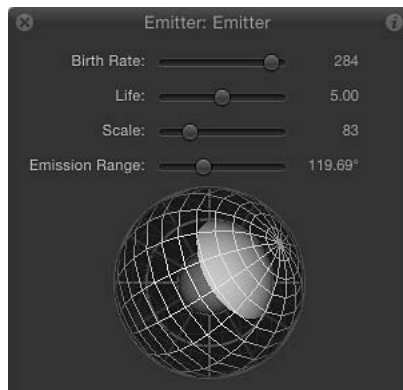 Emitter: Emitter
Birth Rate: 284
Life: 5.00
Scale: 83
Emission Range: 119.69°